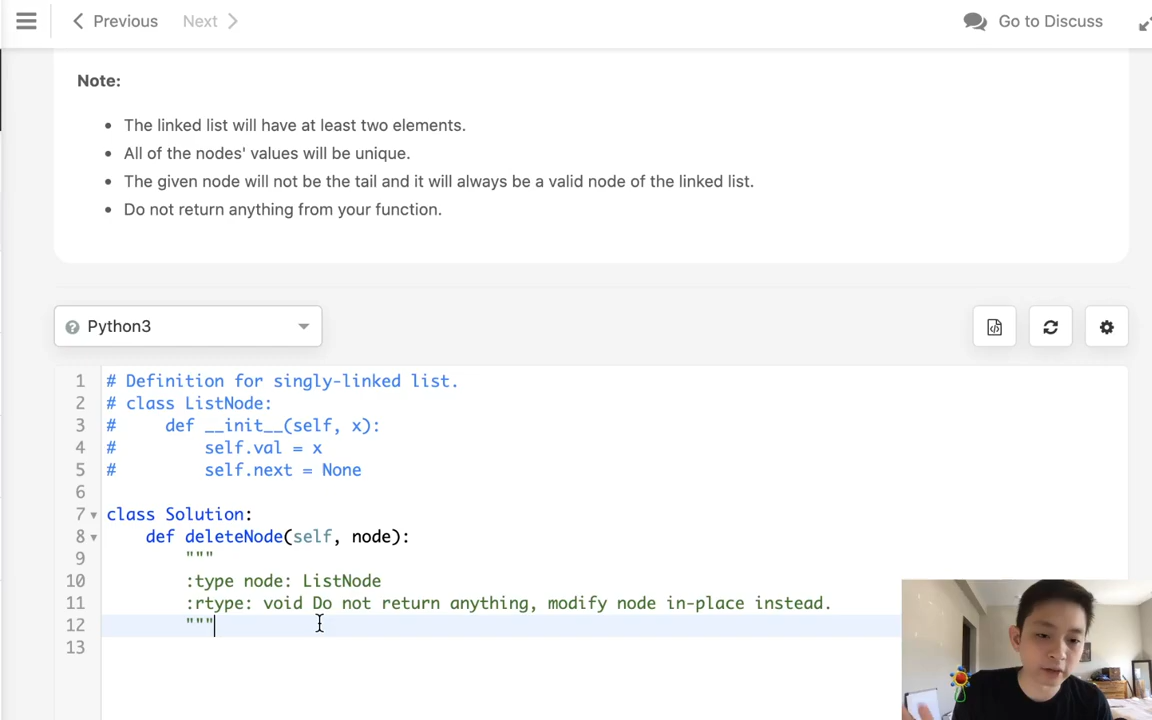 Previous Next Go to Discuss
Note:
The linked list will have at least two elements.
All of the nodes' values will be unique.
The given node will not be the tail and it will always be a valid node of the linked list.
Do not return anything from your function.
Python3
1 # Definition for singly-linked list.
2 # class ListNode:
3 #     def __init__(self, x):
4 #         self.val = x
5 #         self.next = None
6
7 class Solution:
8     def deleteNode(self, node):
9         """
10         :type node: ListNode
11         :rtype: void Do not return anything, modify node in-place instead.
12         """
13